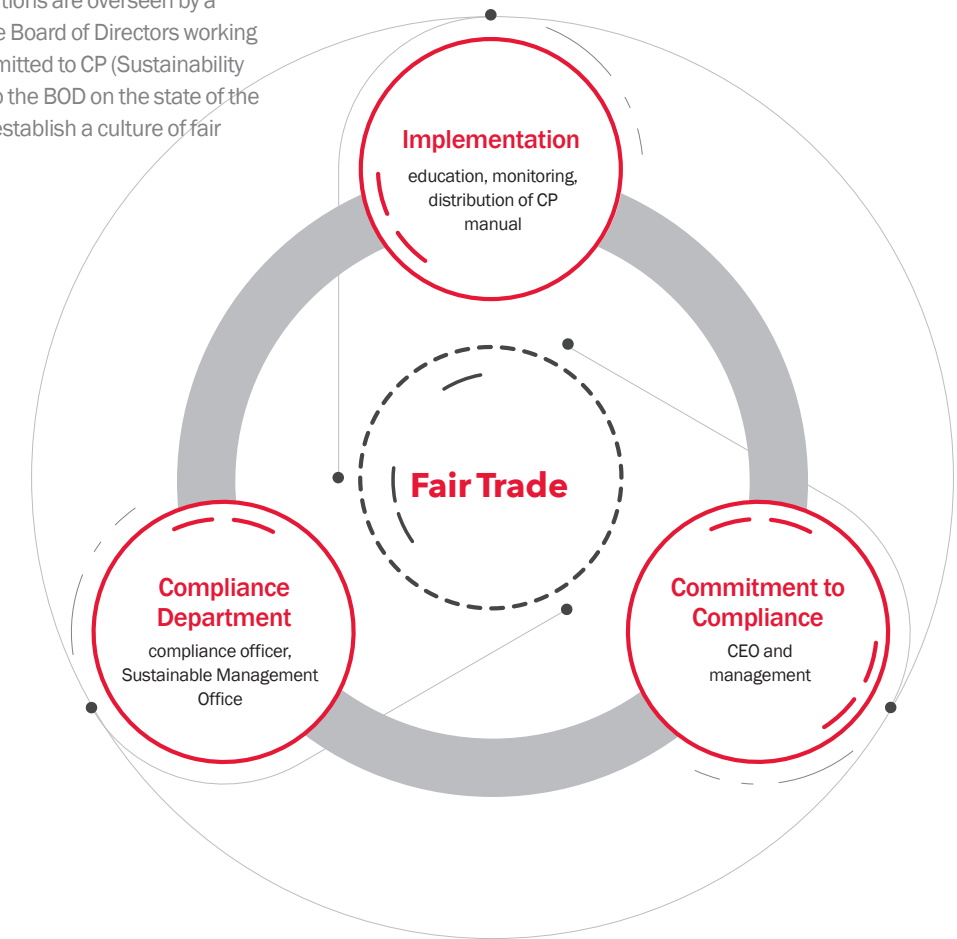 tions are overseen by a
e Board of Directors working
mitted to CP (Sustainability
o the BOD on the state of the
establish a culture of fair
Implementation
education, monitoring,
distribution of CP
manual
Fair Trade
Compliance
Department
compliance officer,
Sustainable Management
Office
Commitment to
Compliance
CEO and
management